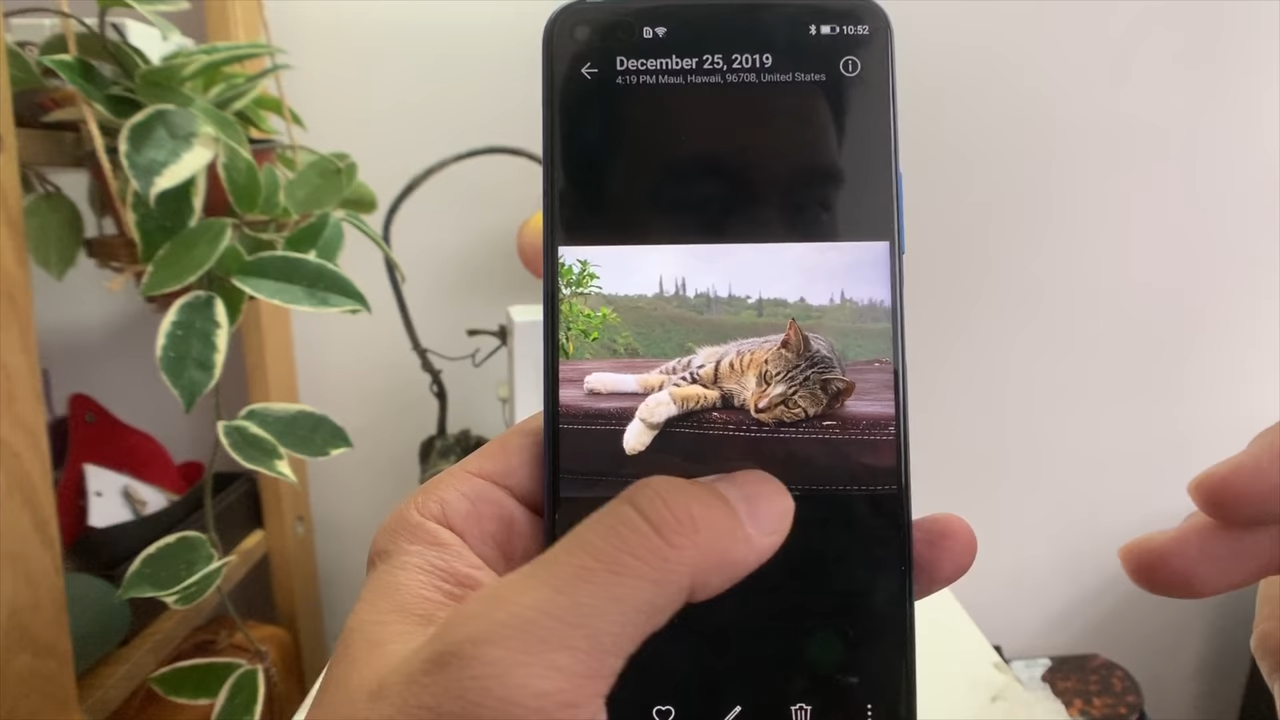 10:52
December 25, 2019
4:19 PM Maui, Hawaii, 96708, United States